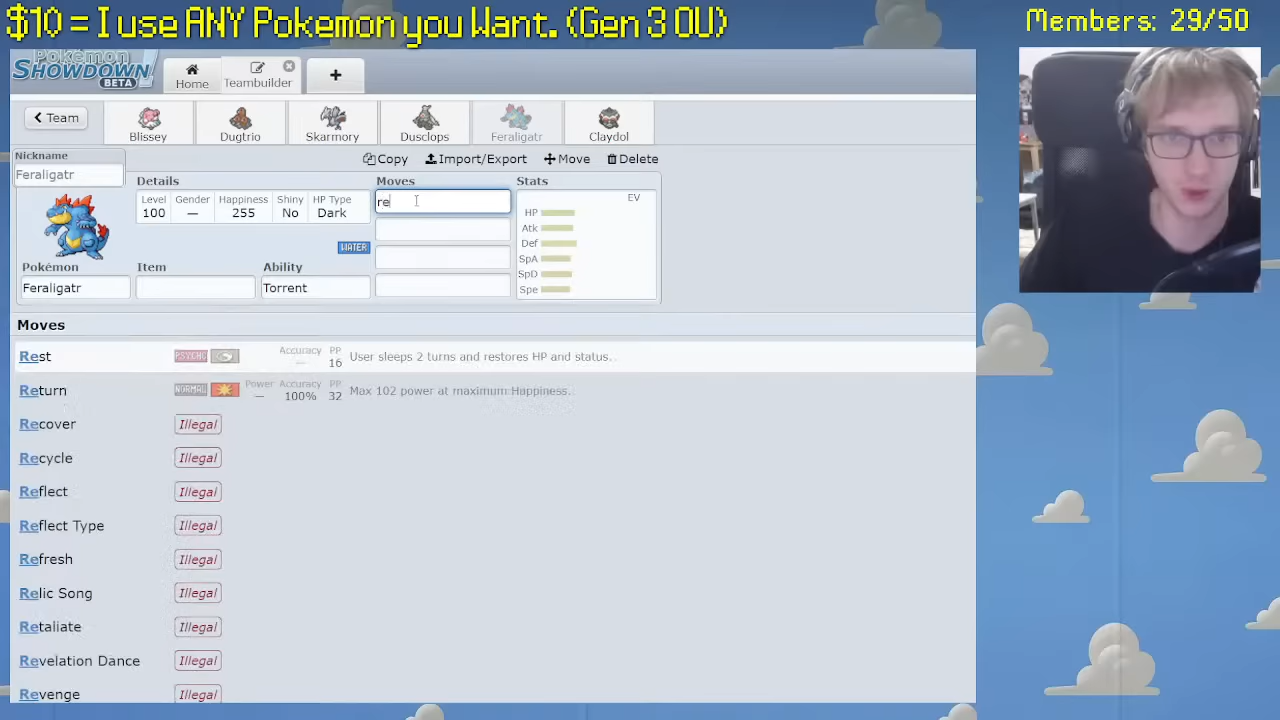 $10 = I use ANY Pokemon you Want. (Gen 3 OU)
Members: 29/50
Pokémon
SHOWDOWN
BETA
Home
Teambuilder
+
Team
Blissey
Dugtrio
Skarmory
Dusclops
Feraligatr
Claydol
Copy
Import/Export
Move
Delete
Nickname
Feraligatr
Details
Level
100
Gender
—
Happiness
255
Shiny
No
HP Type
Dark
WATER
Pokémon
Feraligatr
Item
Ability
Torrent
Moves
re
Stats
EV
HP
Atk
Def
SpA
SpD
Spe
Moves
Rest PSYCHC Accuracy — PP 16 User sleeps 2 turns and restores HP and status.
Return NORMAL Power — Accuracy 100% PP 32 Max 102 power at maximum Happiness.
Recover Illegal
Recycle Illegal
Reflect Illegal
Reflect Type Illegal
Refresh Illegal
Relic Song Illegal
Retaliate Illegal
Revelation Dance Illegal
Revenge Illegal